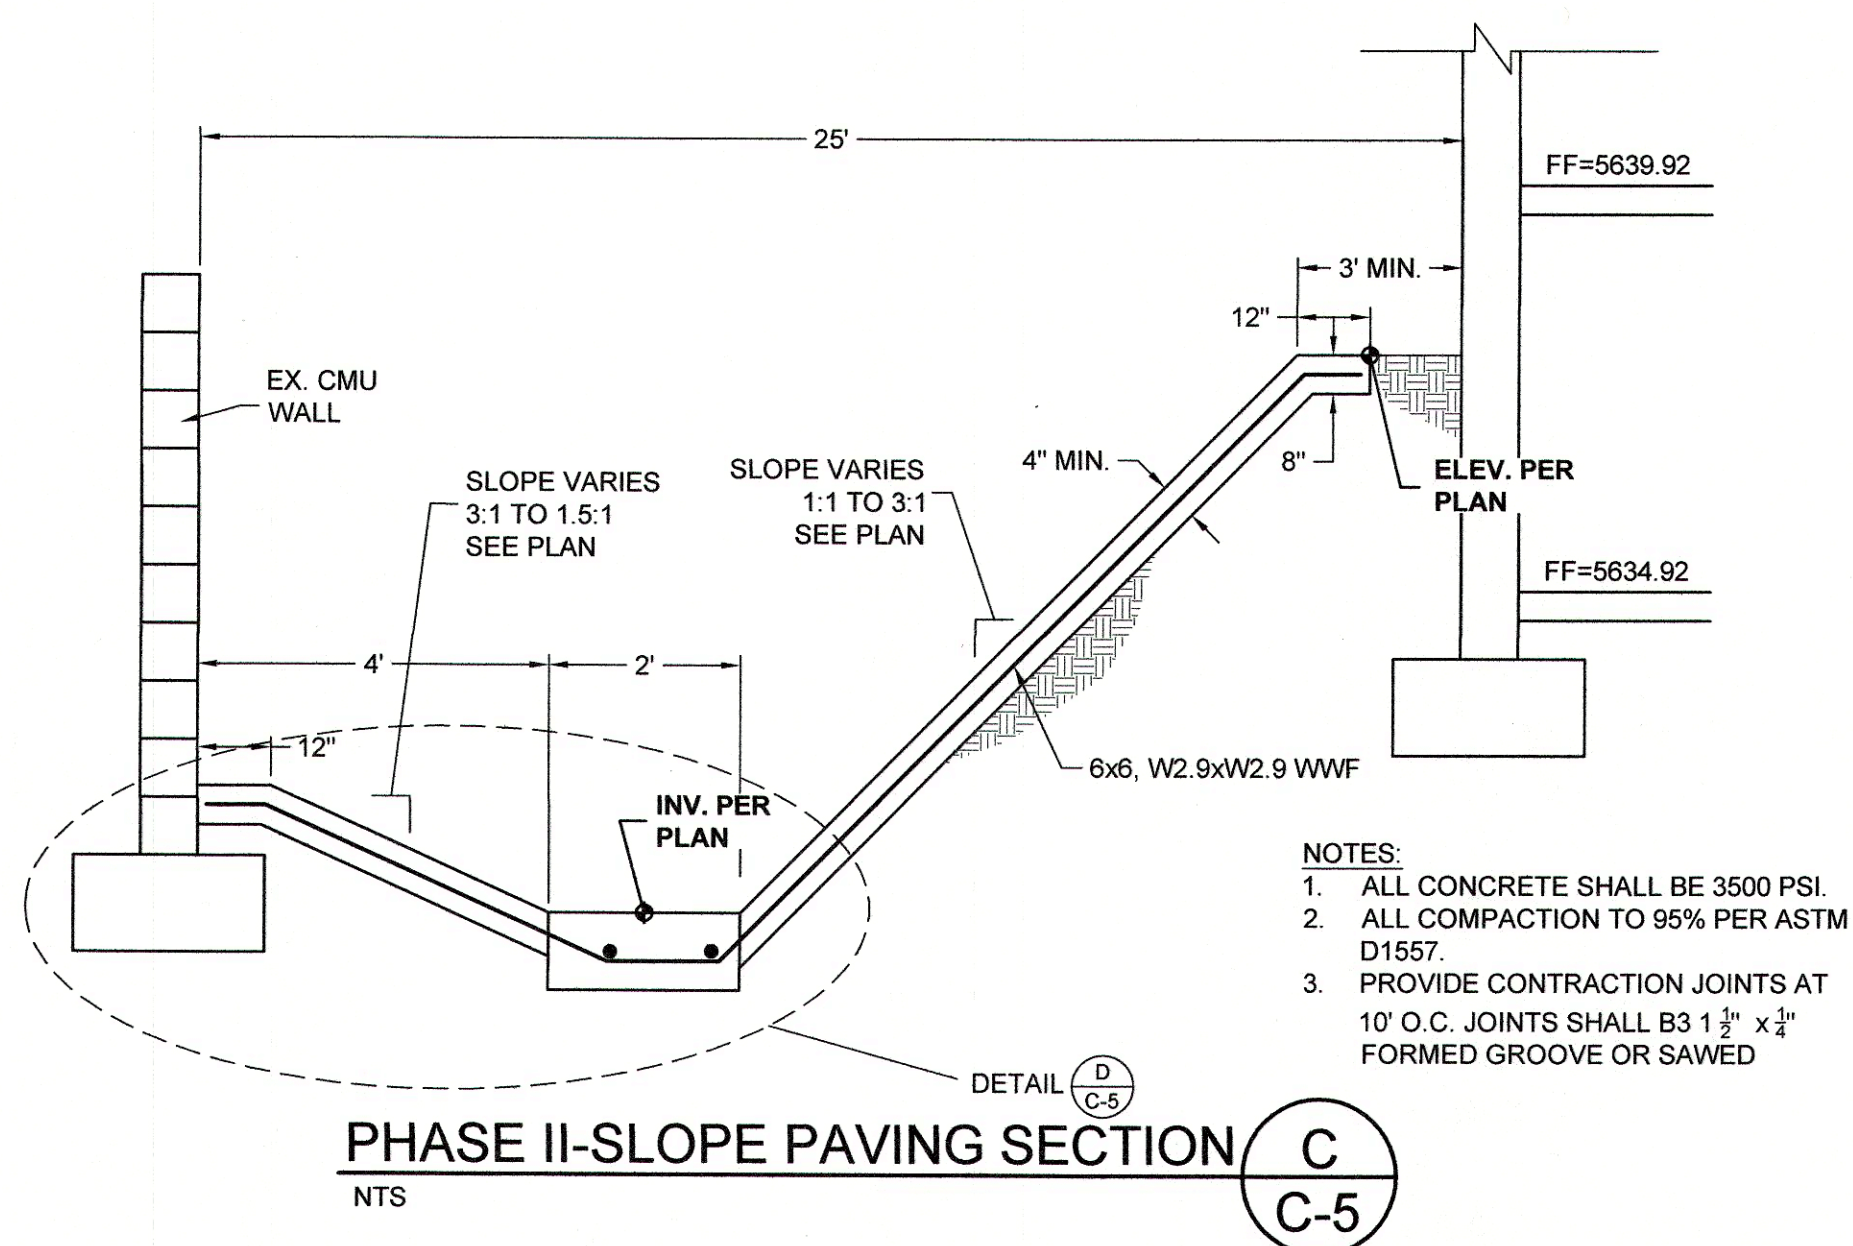 25'
FF=5639.92
3' MIN.
12"
EX. CMU
WALL
SLOPE VARIES
3:1 TO 1.5:1
SEE PLAN
SLOPE VARIES
1:1 TO 3:1
SEE PLAN
4" MIN.
8"
ELEV. PER
PLAN
FF=5634.92
4'
2'
12"
INV. PER
PLAN
6x6, W2.9xW2.9 WWF
NOTES:
1. ALL CONCRETE SHALL BE 3500 PSI.
2. ALL COMPACTION TO 95% PER ASTM
D1557.
3. PROVIDE CONTRACTION JOINTS AT
10' O.C. JOINTS SHALL B3 1 1/2" x 1/4"
FORMED GROOVE OR SAWED
DETAIL D
C-5
PHASE II-SLOPE PAVING SECTION C
C-5
NTS